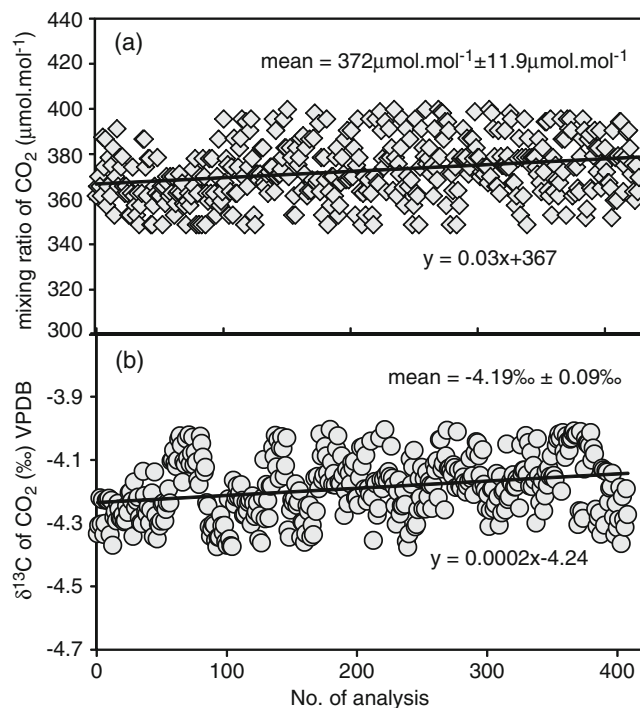 (a)
mean = 372μmol.mol⁻¹±11.9μmol.mol⁻¹
y = 0.03x+367
mixing ratio of CO₂ (μmol.mol⁻¹)
440
420
400
380
360
340
320
300
(b)
mean = -4.19‰ ± 0.09‰
y = 0.0002x-4.24
δ¹³C of CO₂ (‰) VPDB
-3.9
-4.1
-4.3
-4.5
-4.7
0 100 200 300 400
No. of analysis